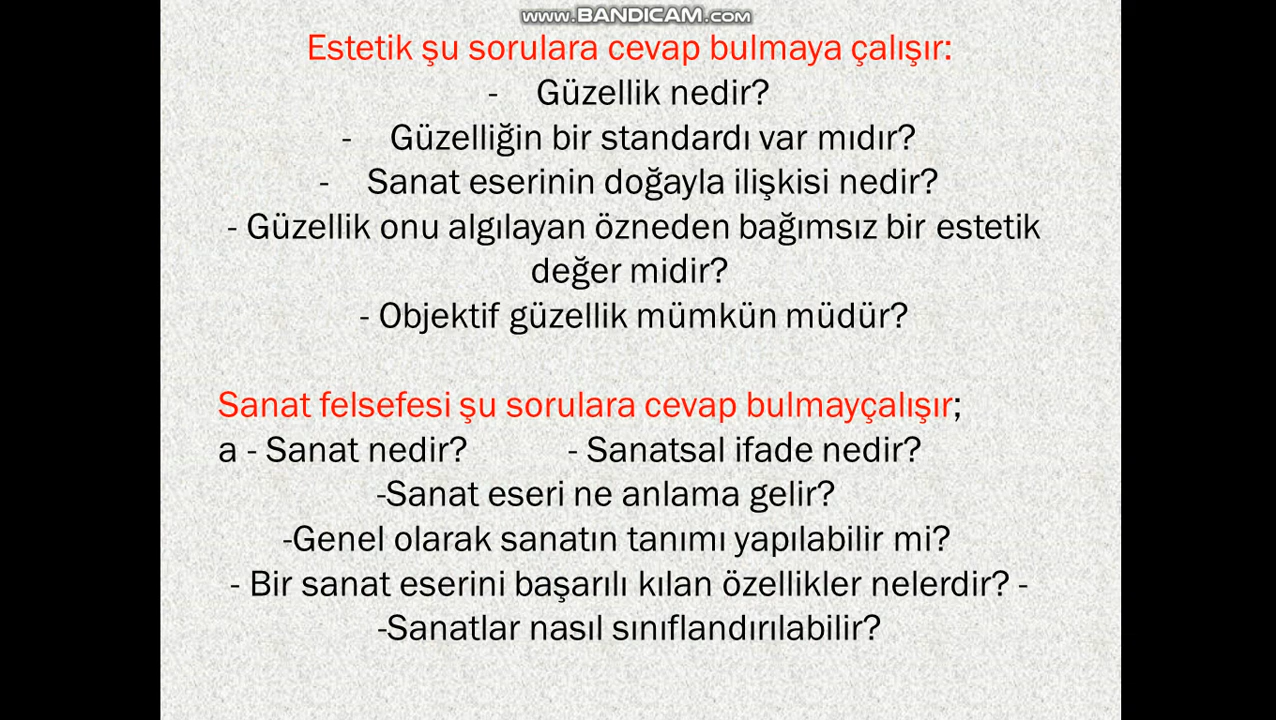 www.BANDICAM.com
Estetik şu sorulara cevap bulmaya çalışır:
- Güzellik nedir?
- Güzelliğin bir standardı var mıdır?
- Sanat eserinin doğayla ilişkisi nedir?
- Güzellik onu algılayan özneden bağımsız bir estetik
değer midir?
- Objektif güzellik mümkün müdür?
Sanat felsefesi şu sorulara cevap bulmayçalışır;
a - Sanat nedir? - Sanatsal ifade nedir?
-Sanat eseri ne anlama gelir?
-Genel olarak sanatın tanımı yapılabilir mi?
- Bir sanat eserini başarılı kılan özellikler nelerdir? -
-Sanatlar nasıl sınıflandırılabilir?